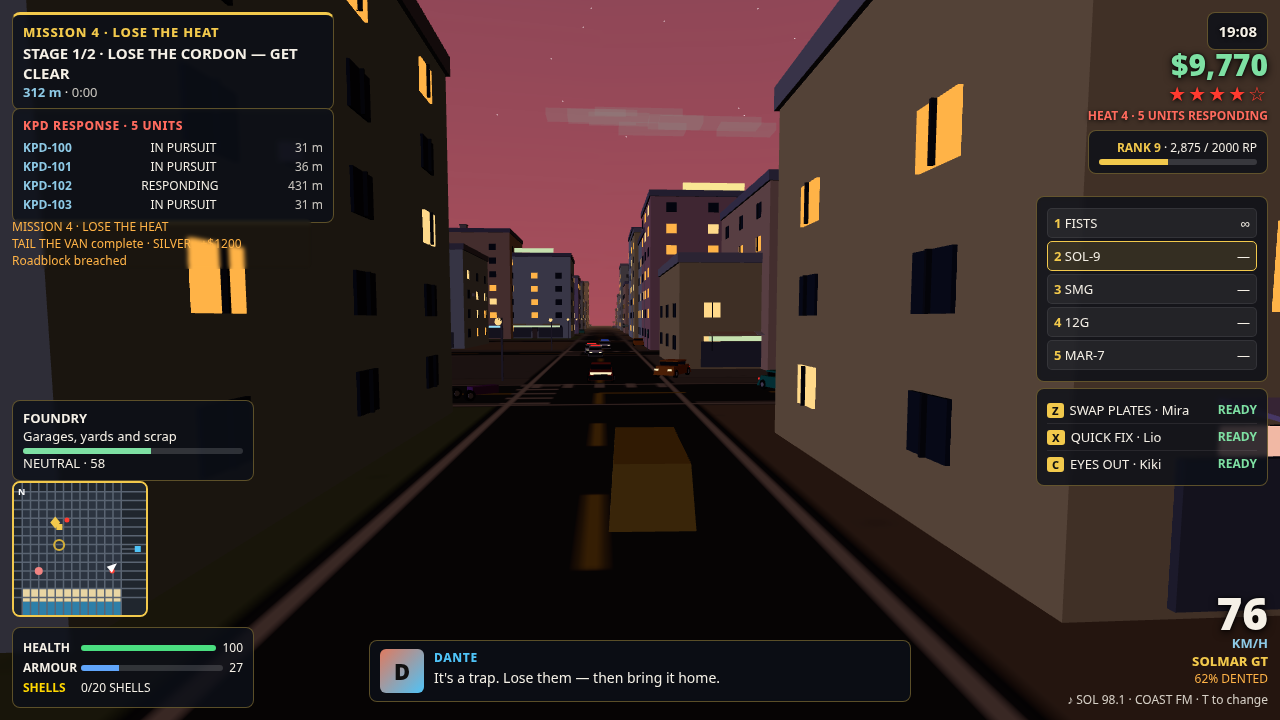 MISSION 4 · LOSE THE HEAT
STAGE 1/2 · LOSE THE CORDON — GET
CLEAR
312 m · 0:00
KPD RESPONSE · 5 UNITS
KPD-100 IN PURSUIT 31 m
KPD-101 IN PURSUIT 36 m
KPD-102 RESPONDING 431 m
KPD-103 IN PURSUIT 31 m
MISSION 4 · LOSE THE HEAT
TAIL THE VAN complete · SILVER · $1200
Roadblock breached
19:08
$9,770
★★★★☆
HEAT 4 · 5 UNITS RESPONDING
RANK 9 · 2,875 / 2000 RP
1 FISTS ∞
2 SOL-9 —
3 SMG —
4 12G —
5 MAR-7 —
Z SWAP PLATES · Mira READY
X QUICK FIX · Lio READY
C EYES OUT · Kiki READY
FOUNDRY
Garages, yards and scrap
NEUTRAL · 58
N
HEALTH 100
ARMOUR 27
SHELLS 0/20 SHELLS
D
DANTE
It's a trap. Lose them — then bring it home.
76
KM/H
SOLMAR GT
62% DENTED
♪ SOL 98.1 · COAST FM · T to change